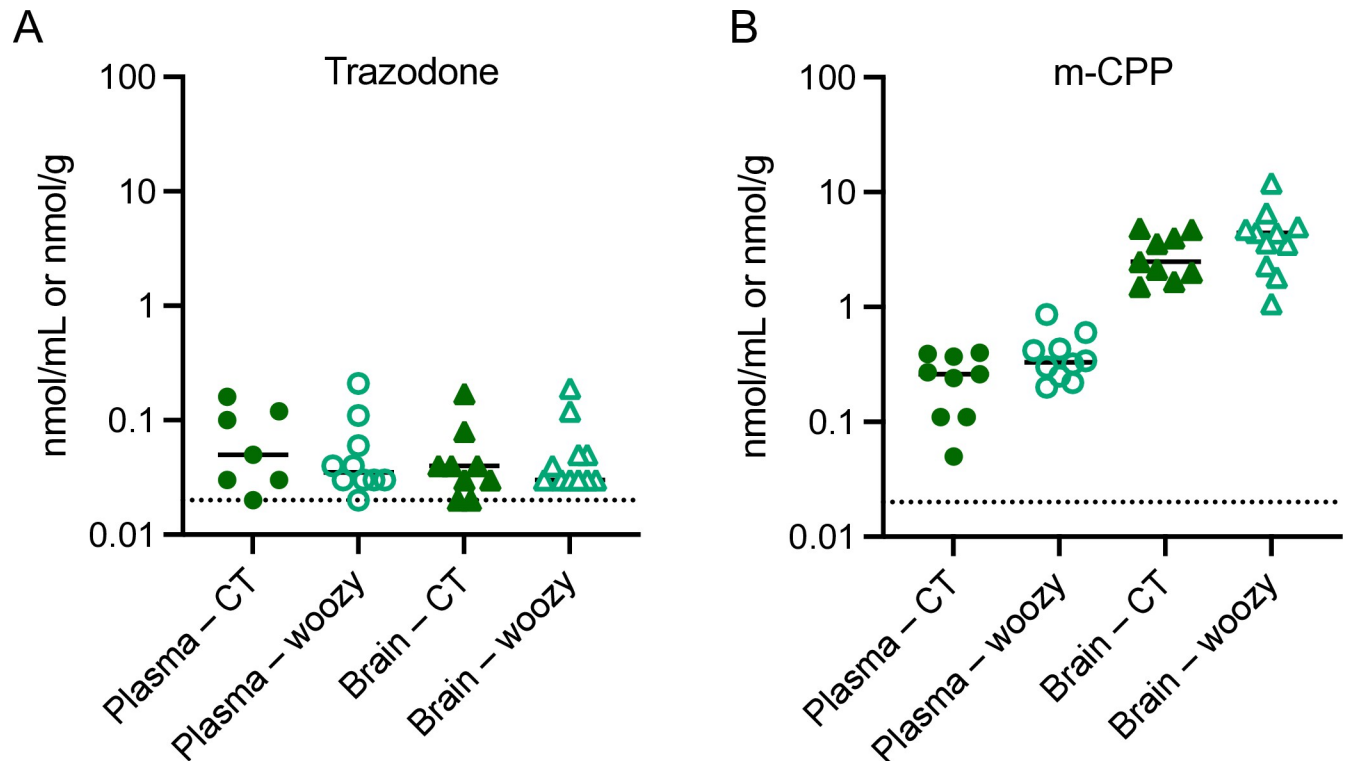 A
Trazodone
nmol/mL or nmol/g
100
10
1
0.1
0.01
Plasma – CT
Plasma – woozy
Brain – CT
Brain – woozy
B
m-CPP
nmol/mL or nmol/g
100
10
1
0.1
0.01
Plasma – CT
Plasma – woozy
Brain – CT
Brain – woozy